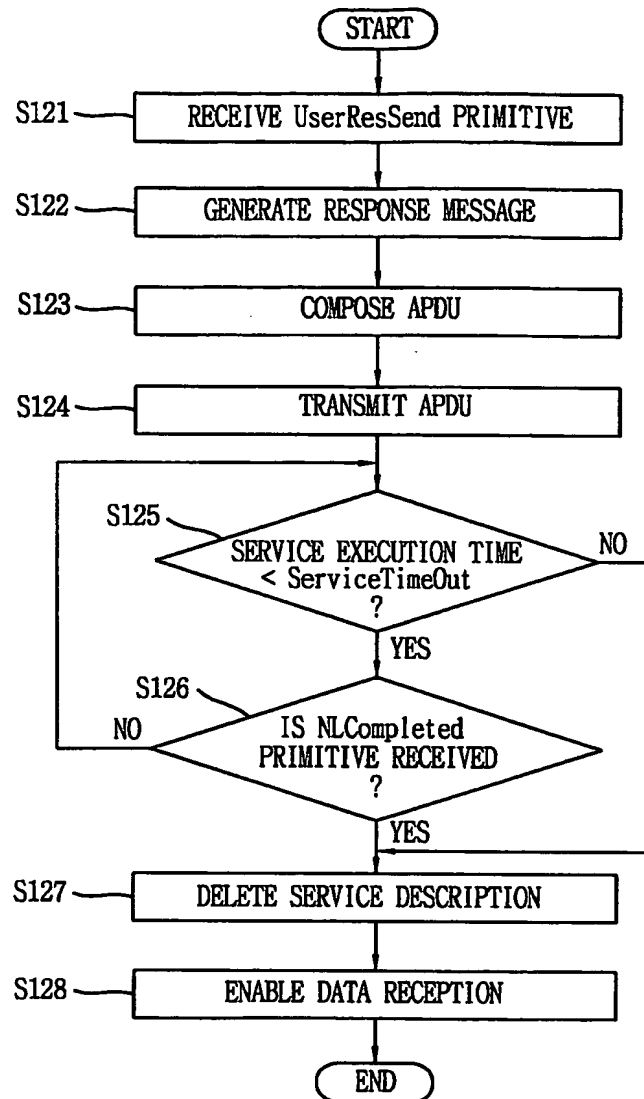 START
S121
RECEIVE UserResSend PRIMITIVE
S122
GENERATE RESPONSE MESSAGE
S123
COMPOSE APDU
S124
TRANSMIT APDU
S125
SERVICE EXECUTION TIME
< ServiceTimeOut
?
NO
YES
S126
NO
IS NLCompleted
PRIMITIVE RECEIVED
?
YES
S127
DELETE SERVICE DESCRIPTION
S128
ENABLE DATA RECEPTION
END